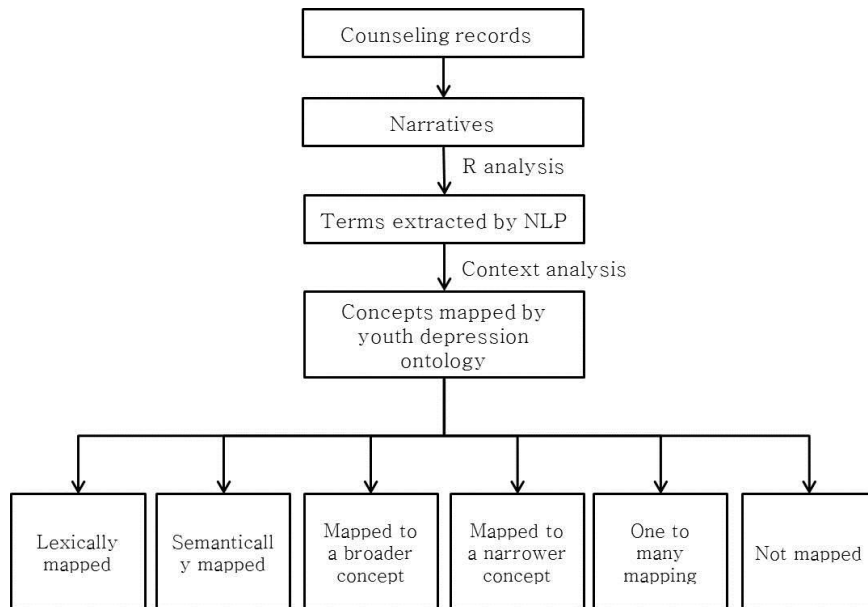 Counseling records
Narratives
R analysis
Terms extracted by NLP
Context analysis
Concepts mapped by
youth depression
ontology
Lexically
mapped
Semanticall
y mapped
Mapped to
a broader
concept
Mapped to
a narrower
concept
One to
many
mapping
Not mapped